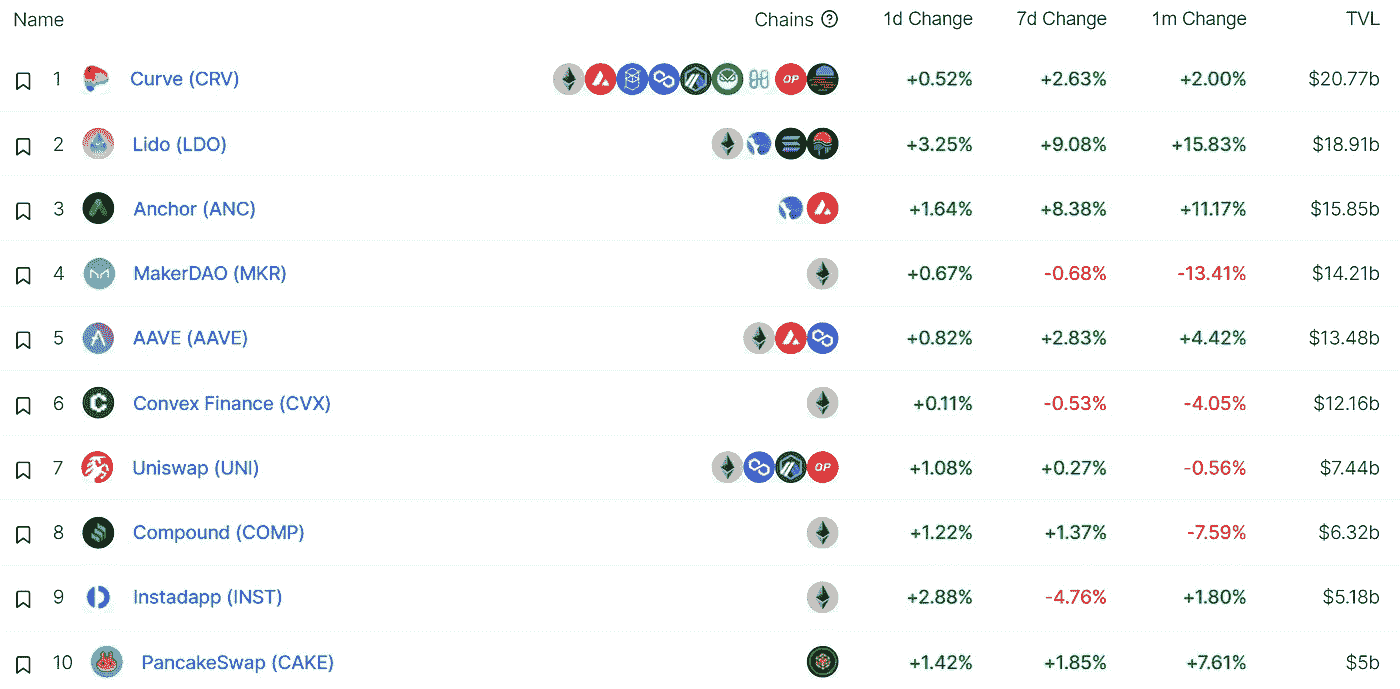 Name Chains ? 1d Change 7d Change 1m Change TVL
1 Curve (CRV) OP +0.52% +2.63% +2.00% $20.77b
2 Lido (LDO) +3.25% +9.08% +15.83% $18.91b
3 Anchor (ANC) +1.64% +8.38% +11.17% $15.85b
4 MakerDAO (MKR) +0.67% -0.68% -13.41% $14.21b
5 AAVE (AAVE) +0.82% +2.83% +4.42% $13.48b
6 Convex Finance (CVX) +0.11% -0.53% -4.05% $12.16b
7 Uniswap (UNI) OP +1.08% +0.27% -0.56% $7.44b
8 Compound (COMP) +1.22% +1.37% -7.59% $6.32b
9 Instadapp (INST) +2.88% -4.76% +1.80% $5.18b
10 PancakeSwap (CAKE) +1.42% +1.85% +7.61% $5b